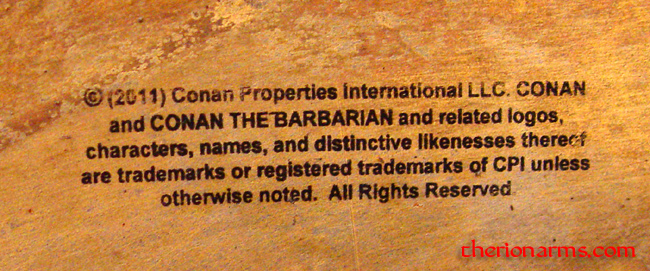 © (2011) Conan Properties International LLC. CONAN
and CONAN THE BARBARIAN and related logos,
characters, names, and distinctive likenesses thereof
are trademarks or registered trademarks of CPI unless
otherwise noted. All Rights Reserved
therionarms.com